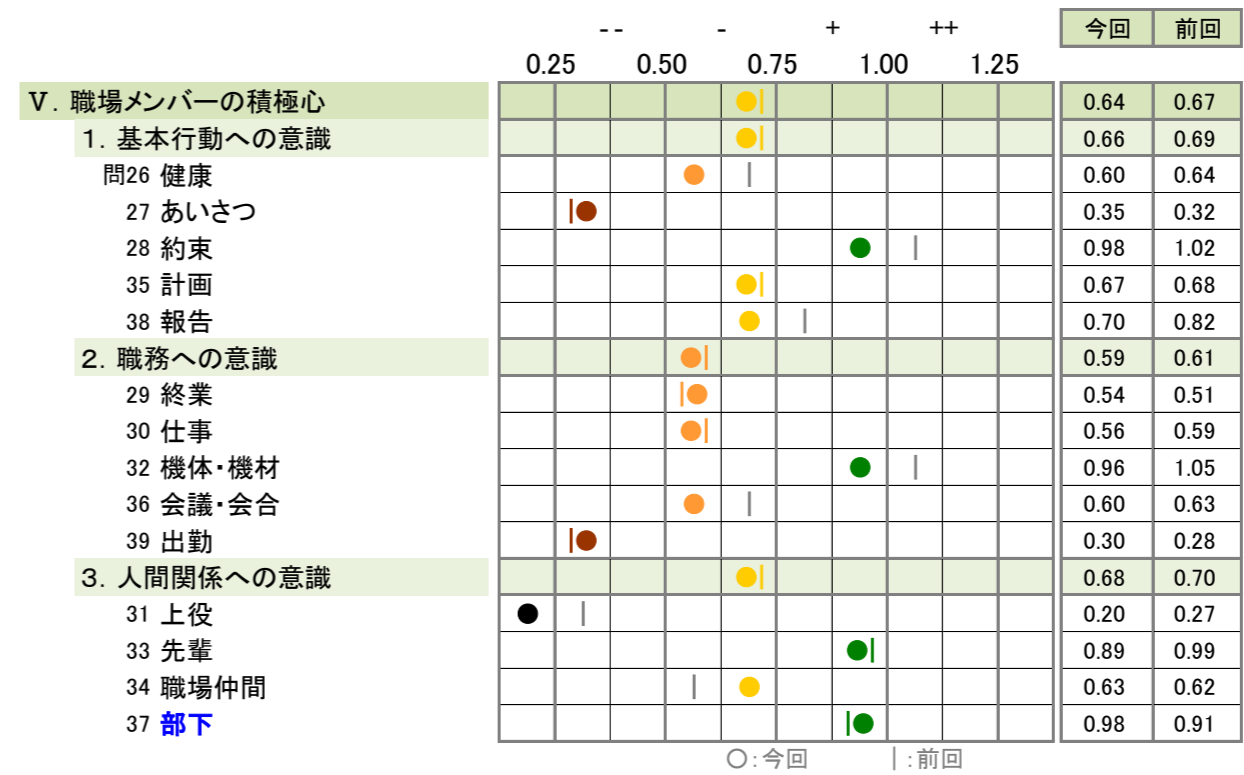 -- - + ++ 今回 前回
0.25 0.50 0.75 1.00 1.25
Ⅴ．職場メンバーの積極心 0.64 0.67
１．基本行動への意識 0.66 0.69
問26 健康 0.60 0.64
27 あいさつ 0.35 0.32
28 約束 0.98 1.02
35 計画 0.67 0.68
38 報告 0.70 0.82
２．職務への意識 0.59 0.61
29 終業 0.54 0.51
30 仕事 0.56 0.59
32 機体・機材 0.96 1.05
36 会議・会合 0.60 0.63
39 出勤 0.30 0.28
３．人間関係への意識 0.68 0.70
31 上役 0.20 0.27
33 先輩 0.89 0.99
34 職場仲間 0.63 0.62
37 部下 0.98 0.91
○：今回 ｜：前回